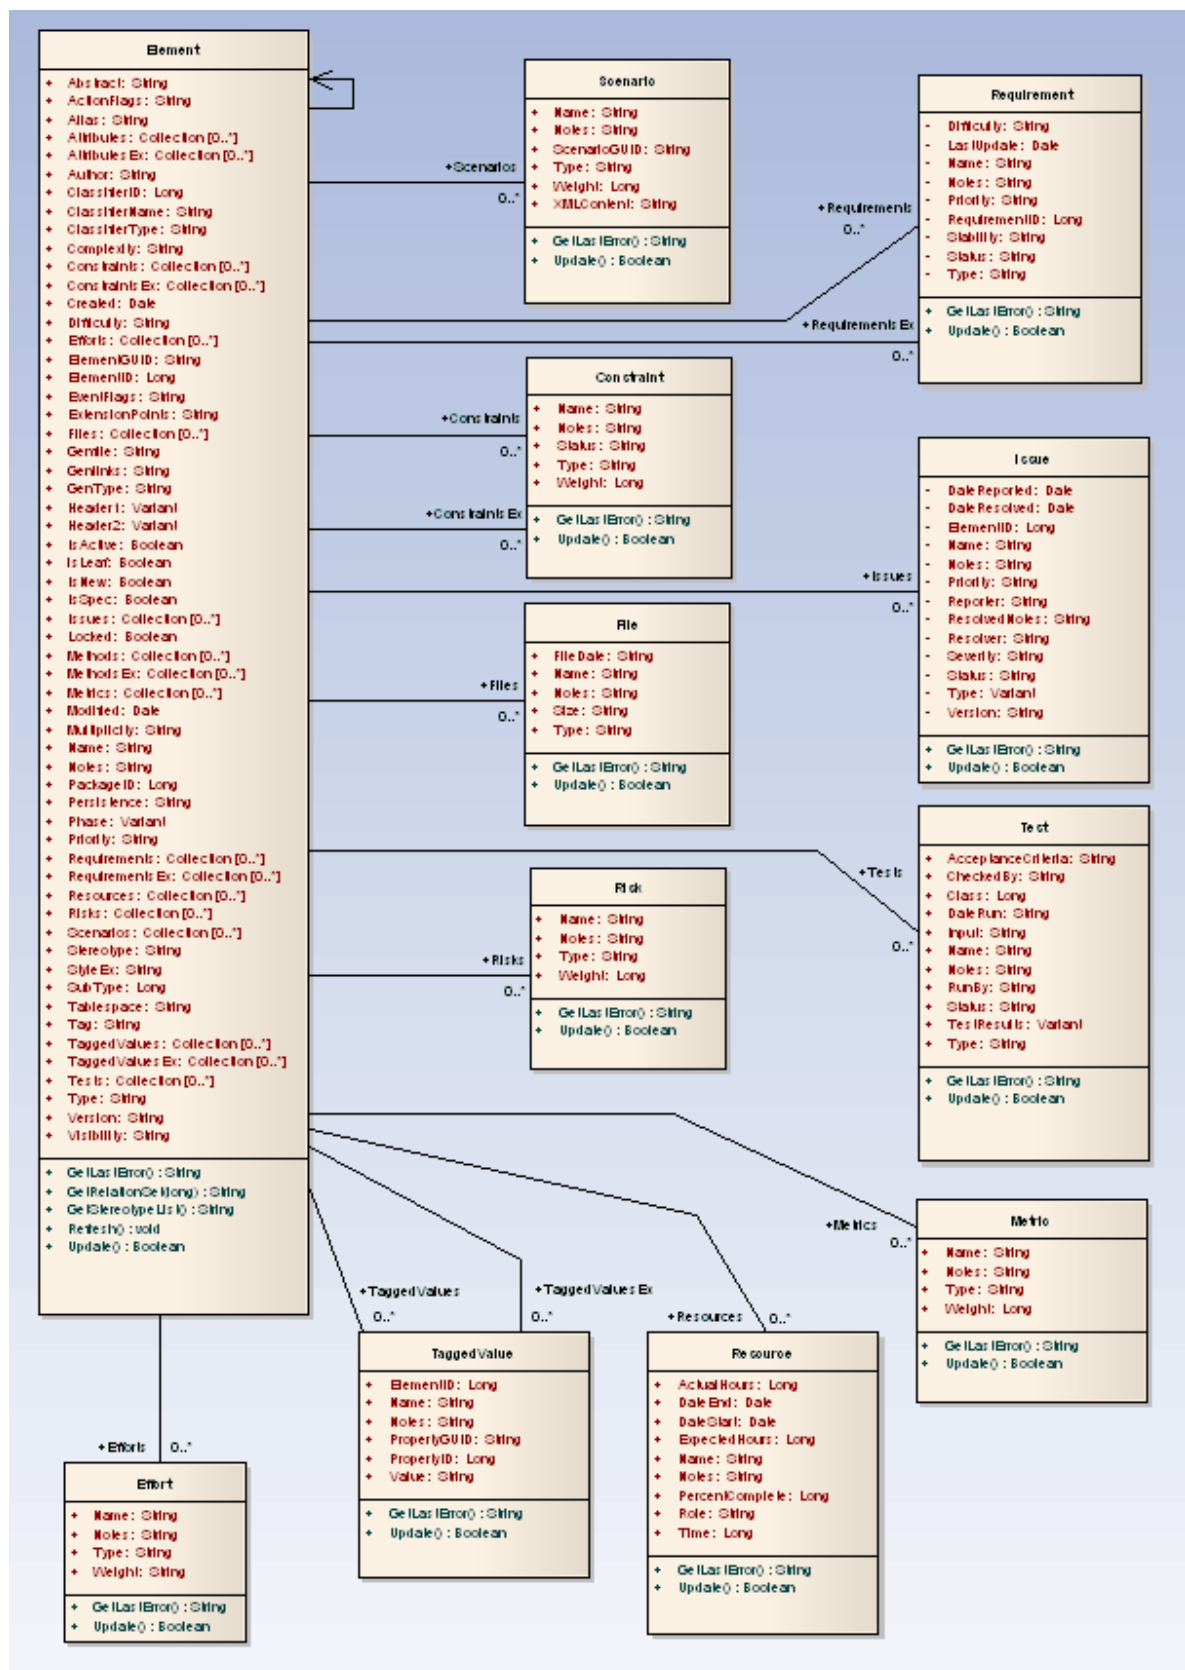 Element
+ Abstract: String
+ ActionFlags: String
+ Alias: String
+ Attributes: Collection [0..*]
+ AttributesEx: Collection [0..*]
+ Author: String
+ ClassifierID: Long
+ ClassifierName: String
+ ClassifierType: String
+ Complexity: String
+ Constraints: Collection [0..*]
+ ConstraintsEx: Collection [0..*]
+ Created: Date
+ Difficulty: String
+ Efforts: Collection [0..*]
+ ElementGUID: String
+ ElementID: Long
+ EventFlags: String
+ ExtensionPoints: String
+ Files: Collection [0..*]
+ Genfile: String
+ Genlinks: String
+ GenType: String
+ Header1: Variant
+ Header2: Variant
+ IsActive: Boolean
+ IsLeaf: Boolean
+ IsNew: Boolean
+ IsSpec: Boolean
+ Issues: Collection [0..*]
+ Locked: Boolean
+ Methods: Collection [0..*]
+ MethodsEx: Collection [0..*]
+ Metrics: Collection [0..*]
+ Modified: Date
+ Multiplicity: String
+ Name: String
+ Notes: String
+ PackageID: Long
+ Persistence: String
+ Phase: Variant
+ Priority: String
+ Requirements: Collection [0..*]
+ RequirementsEx: Collection [0..*]
+ Resources: Collection [0..*]
+ Risks: Collection [0..*]
+ Scenarios: Collection [0..*]
+ Stereotype: String
+ StyleEx: String
+ SubType: Long
+ Tablespace: String
+ Tag: String
+ TaggedValues: Collection [0..*]
+ TaggedValuesEx: Collection [0..*]
+ Tests: Collection [0..*]
+ Type: String
+ Version: String
+ Visibility: String
+ GetLastError() : String
+ GetRelationSet(long) : String
+ GetStereotypeList() : String
+ Refresh() : void
+ Update() : Boolean
+Scenarios
0..*
Scenario
+ Name: String
+ Notes: String
+ ScenarioGUID: String
+ Type: String
+ Weight: Long
+ XMLContent: String
+ GetLastError() : String
+ Update() : Boolean
+Requirements
0..*
+RequirementsEx
0..*
Requirement
- Difficulty: String
- LastUpdate: Date
- Name: String
- Notes: String
- Priority: String
- RequirementID: Long
- Stability: String
- Status: String
- Type: String
+ GetLastError() : String
+ Update() : Boolean
+Constraints
0..*
+ConstraintsEx
0..*
Constraint
+ Name: String
+ Notes: String
+ Status: String
+ Type: String
+ Weight: Long
+ GetLastError() : String
+ Update() : Boolean
+Issues
0..*
Issue
- DateReported: Date
- DateResolved: Date
- ElementID: Long
- Name: String
- Notes: String
- Priority: String
- Reporter: String
- ResolvedNotes: String
- Resolver: String
- Severity: String
- Status: String
- Type: Variant
- Version: String
+ GetLastError() : String
+ Update() : Boolean
+Files
0..*
File
+ FileDate: String
+ Name: String
+ Notes: String
+ Size: String
+ Type: String
+ GetLastError() : String
+ Update() : Boolean
+Tests
0..*
Test
+ AcceptanceCriteria: String
+ CheckedBy: String
+ Class: Long
+ DateRun: String
+ Input: String
+ Name: String
+ Notes: String
+ RunBy: String
+ Status: String
+ TestResults: Variant
+ Type: String
+ GetLastError() : String
+ Update() : Boolean
+Risks
0..*
Risk
+ Name: String
+ Notes: String
+ Type: String
+ Weight: Long
+ GetLastError() : String
+ Update() : Boolean
+Metrics
0..*
Metric
+ Name: String
+ Notes: String
+ Type: String
+ Weight: Long
+ GetLastError() : String
+ Update() : Boolean
+TaggedValues
0..*
+TaggedValuesEx
0..*
TaggedValue
+ ElementID: Long
+ Name: String
+ Notes: String
+ PropertyGUID: String
+ PropertyID: Long
+ Value: String
+ GetLastError() : String
+ Update() : Boolean
+Resources
0..*
Resource
+ ActualHours: Long
+ DateEnd: Date
+ DateStart: Date
+ ExpectedHours: Long
+ Name: String
+ Notes: String
+ PercentComplete: Long
+ Role: String
+ Time: Long
+ GetLastError() : String
+ Update() : Boolean
+Efforts
0..*
Effort
+ Name: String
+ Notes: String
+ Type: String
+ Weight: String
+ GetLastError() : String
+ Update() : Boolean